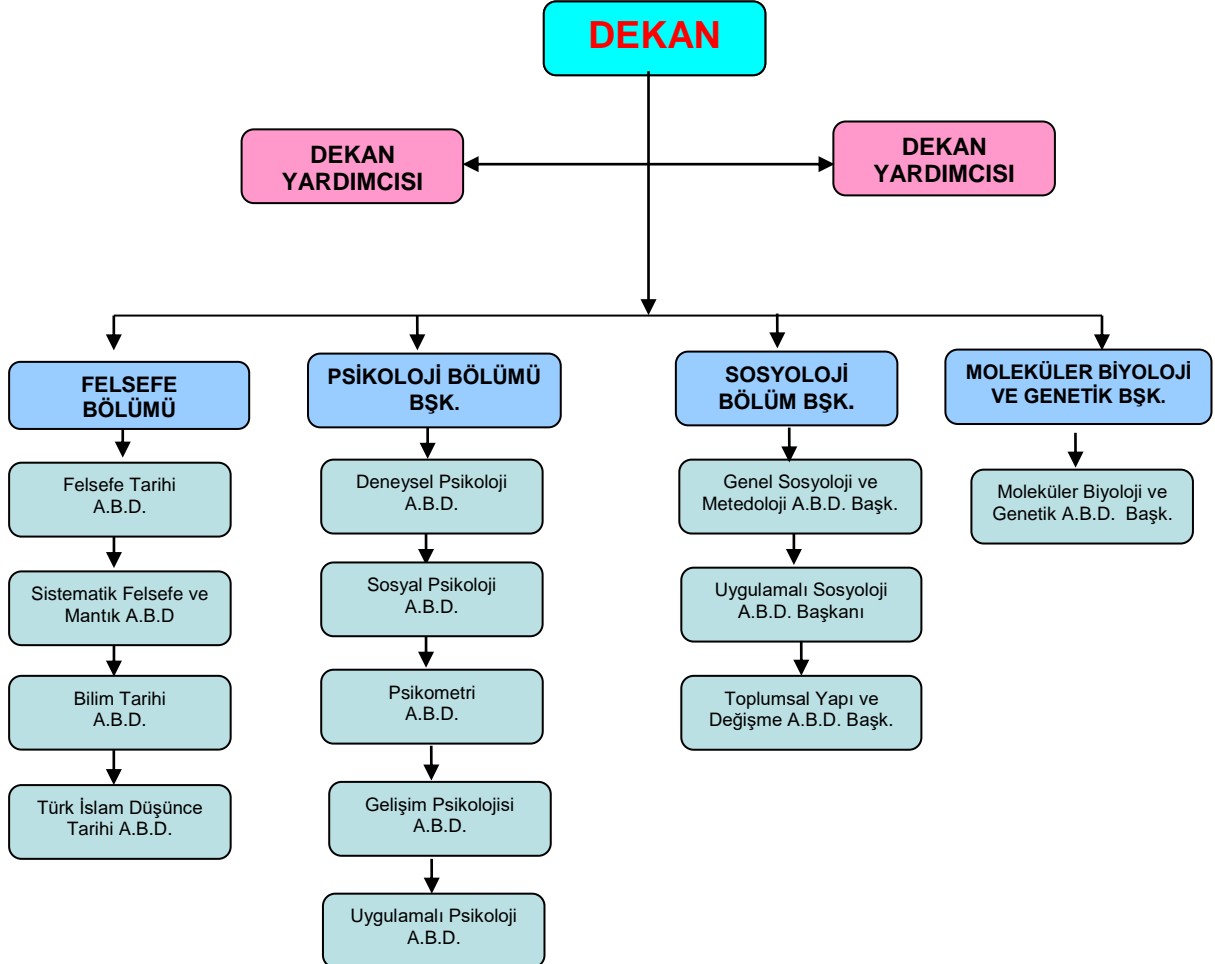 DEKAN
DEKAN
YARDIMCISI
DEKAN
YARDIMCISI
FELSEFE
BÖLÜMÜ
PSİKOLOJİ BÖLÜMÜ
BŞK.
SOSYOLOJİ
BÖLÜM BŞK.
MOLEKÜLER BİYOLOJİ
VE GENETİK BŞK.
Felsefe Tarihi
A.B.D.
Sistematik Felsefe ve
Mantık A.B.D
Bilim Tarihi
A.B.D.
Türk İslam Düşünce
Tarihi A.B.D.
Deneysel Psikoloji
A.B.D.
Sosyal Psikoloji
A.B.D.
Psikometri
A.B.D.
Gelişim Psikolojisi
A.B.D.
Uygulamalı Psikoloji
A.B.D.
Genel Sosyoloji ve
Metedoloji A.B.D. Başk.
Uygulamalı Sosyoloji
A.B.D. Başkanı
Toplumsal Yapı ve
Değişme A.B.D. Başk.
Moleküler Biyoloji ve
Genetik A.B.D.  Başk.